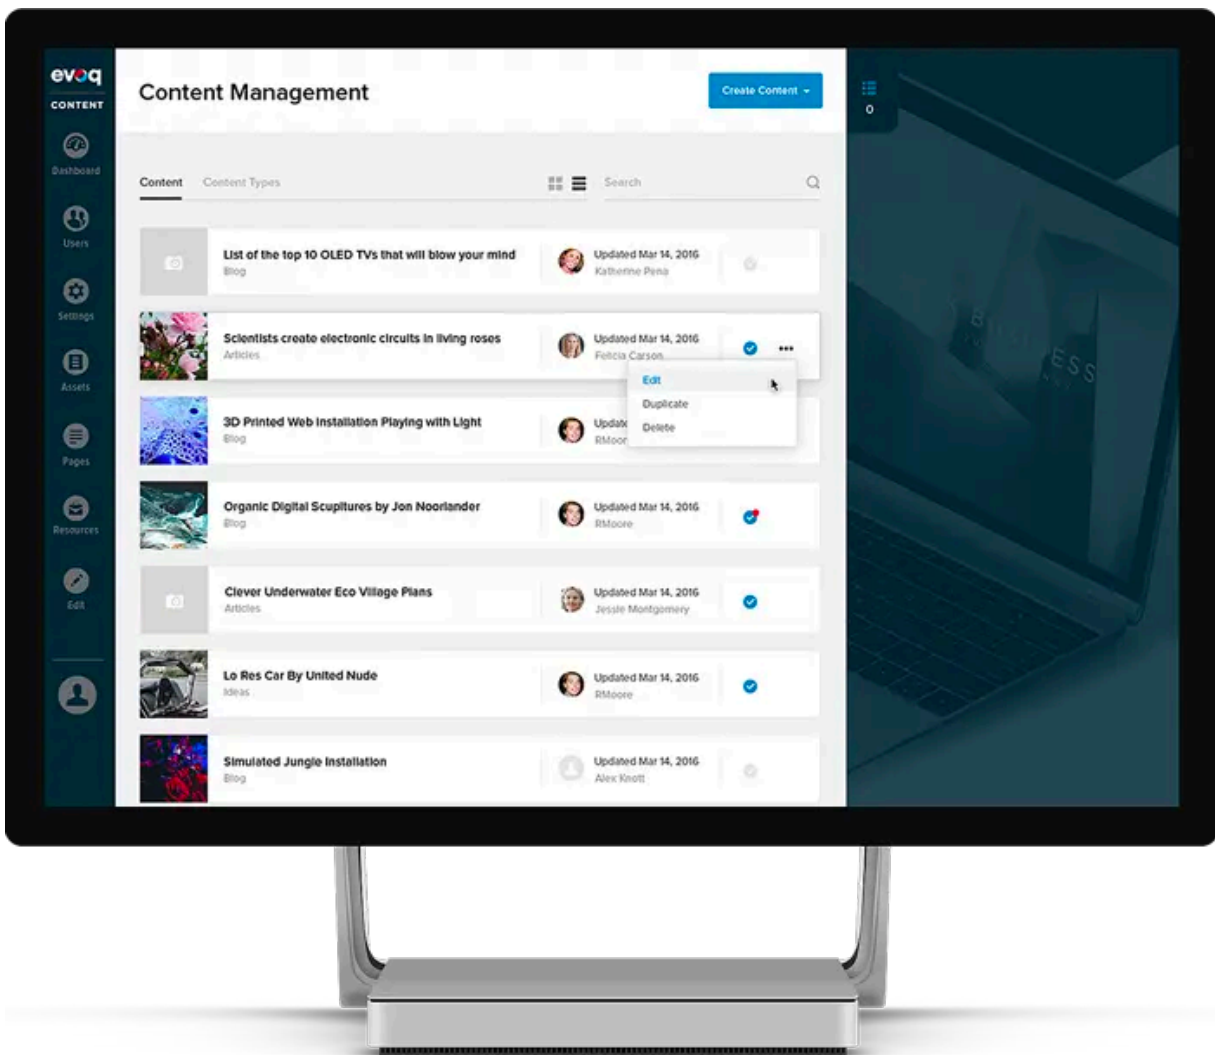 evoq
CONTENT
Dashboard
Users
Settings
Assets
Pages
Resources
Edit
Content Management
Create Content
0
Content
Content Types
Search
List of the top 10 OLED TVs that will blow your mind
Blog
Updated Mar 14, 2016
Katherine Pena
Scientists create electronic circuits in living roses
Articles
Updated Mar 14, 2016
Felicia Carson
Edit
Duplicate
Delete
3D Printed Web Installation Playing with Light
Blog
Update
RMoor
Organic Digital Scuplitures by Jon Noorlander
Blog
Updated Mar 14, 2016
RMoore
Clever Underwater Eco Village Plans
Articles
Updated Mar 14, 2016
Jessie Montgomery
Lo Res Car By United Nude
Ideas
Updated Mar 14, 2016
RMoore
Simulated Jungle Installation
Blog
Updated Mar 14, 2016
Alex Knott